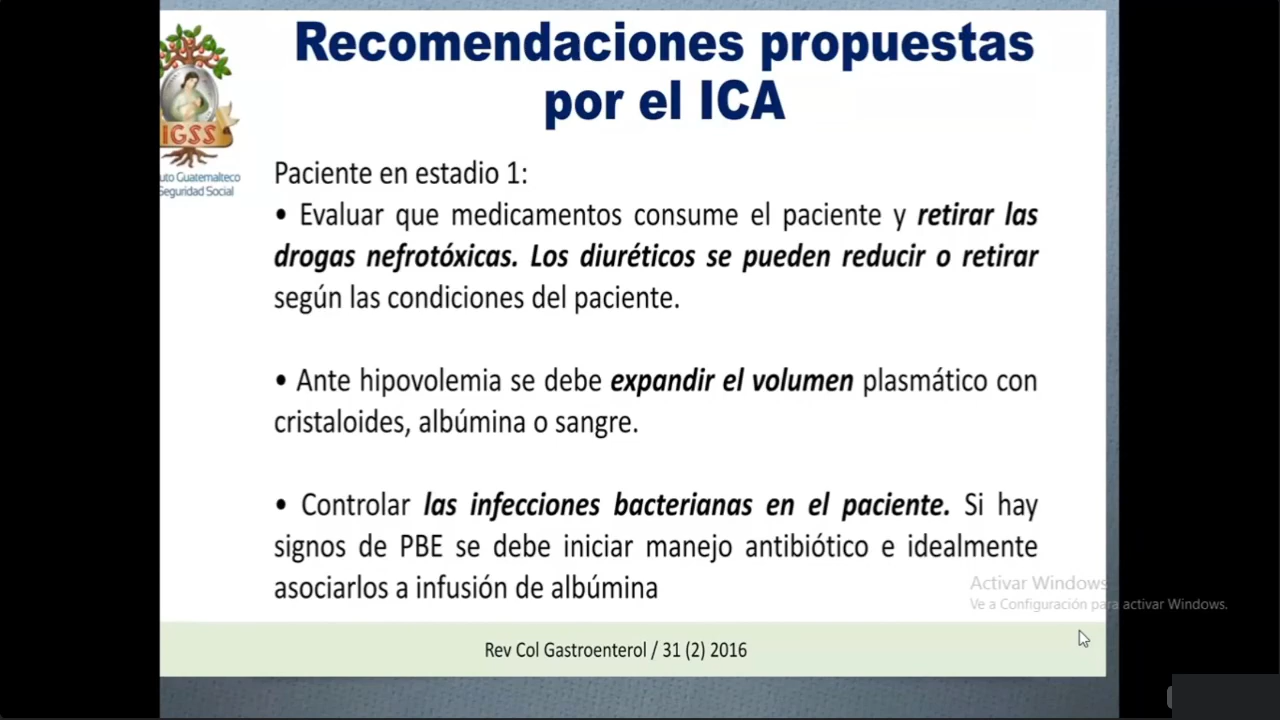 Recomendaciones propuestas
por el ICA
IGSS
uto Guatemalteco
Seguridad Social
Paciente en estadio 1:
• Evaluar que medicamentos consume el paciente y retirar las
drogas nefrotóxicas. Los diuréticos se pueden reducir o retirar
según las condiciones del paciente.
• Ante hipovolemia se debe expandir el volumen plasmático con
cristaloides, albúmina o sangre.
• Controlar las infecciones bacterianas en el paciente. Si hay
signos de PBE se debe iniciar manejo antibiótico e idealmente
asociarlos a infusión de albúmina
Activar Windows
Ve a Configuración para activar Windows.
Rev Col Gastroenterol / 31 (2) 2016